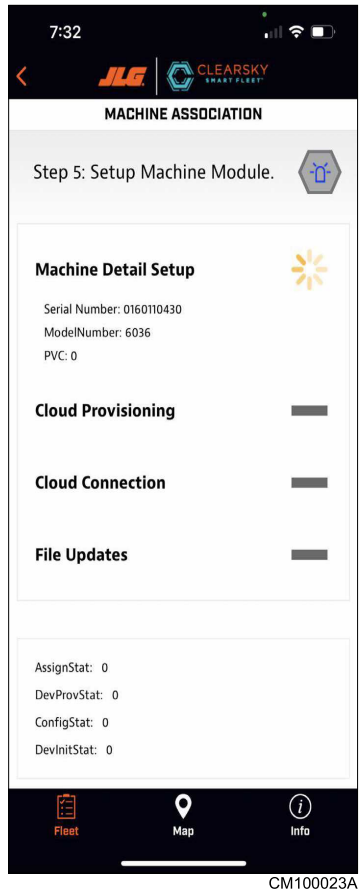 7:32
JLG. CLEARSKY
SMART FLEET
MACHINE ASSOCIATION
Step 5: Setup Machine Module.
Machine Detail Setup
Serial Number: 0160110430
ModelNumber: 6036
PVC: 0
Cloud Provisioning
Cloud Connection
File Updates
AssignStat: 0
DevProvStat: 0
ConfigStat: 0
DevInitStat: 0
Fleet Map Info
CM100023A